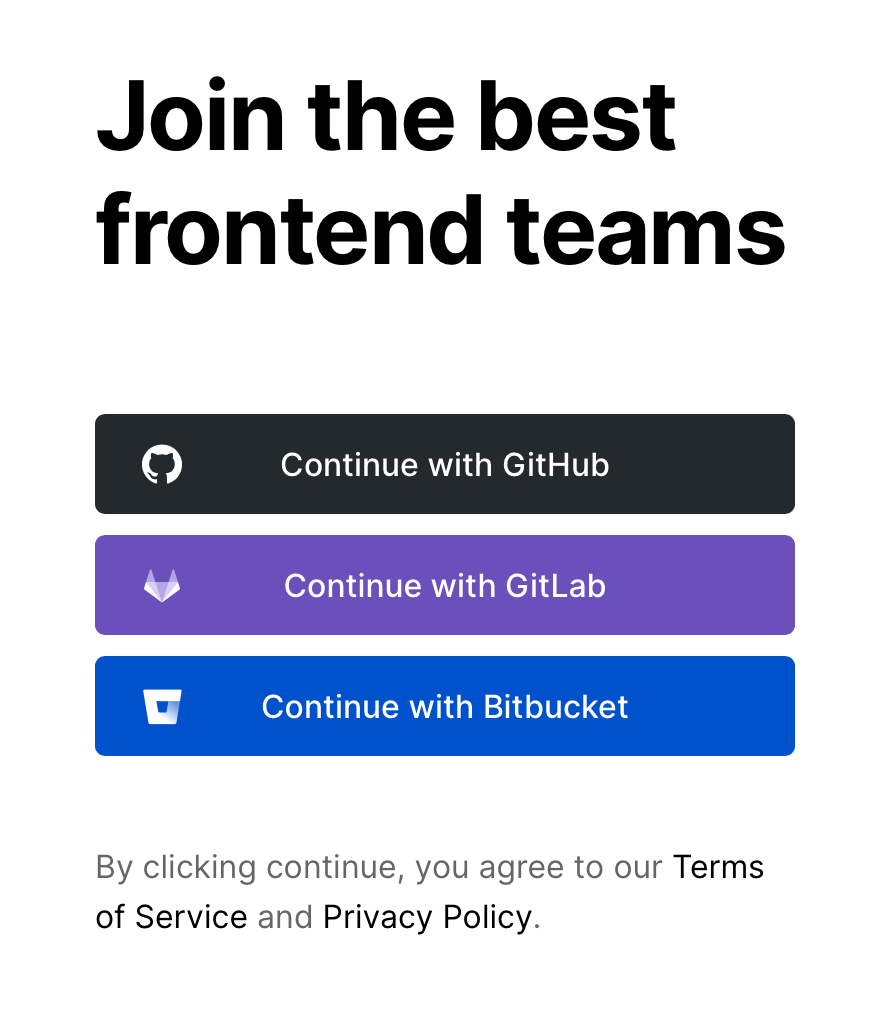 Join the best
frontend teams
Continue with GitHub
Continue with GitLab
Continue with Bitbucket
By clicking continue, you agree to our Terms
of Service and Privacy Policy.